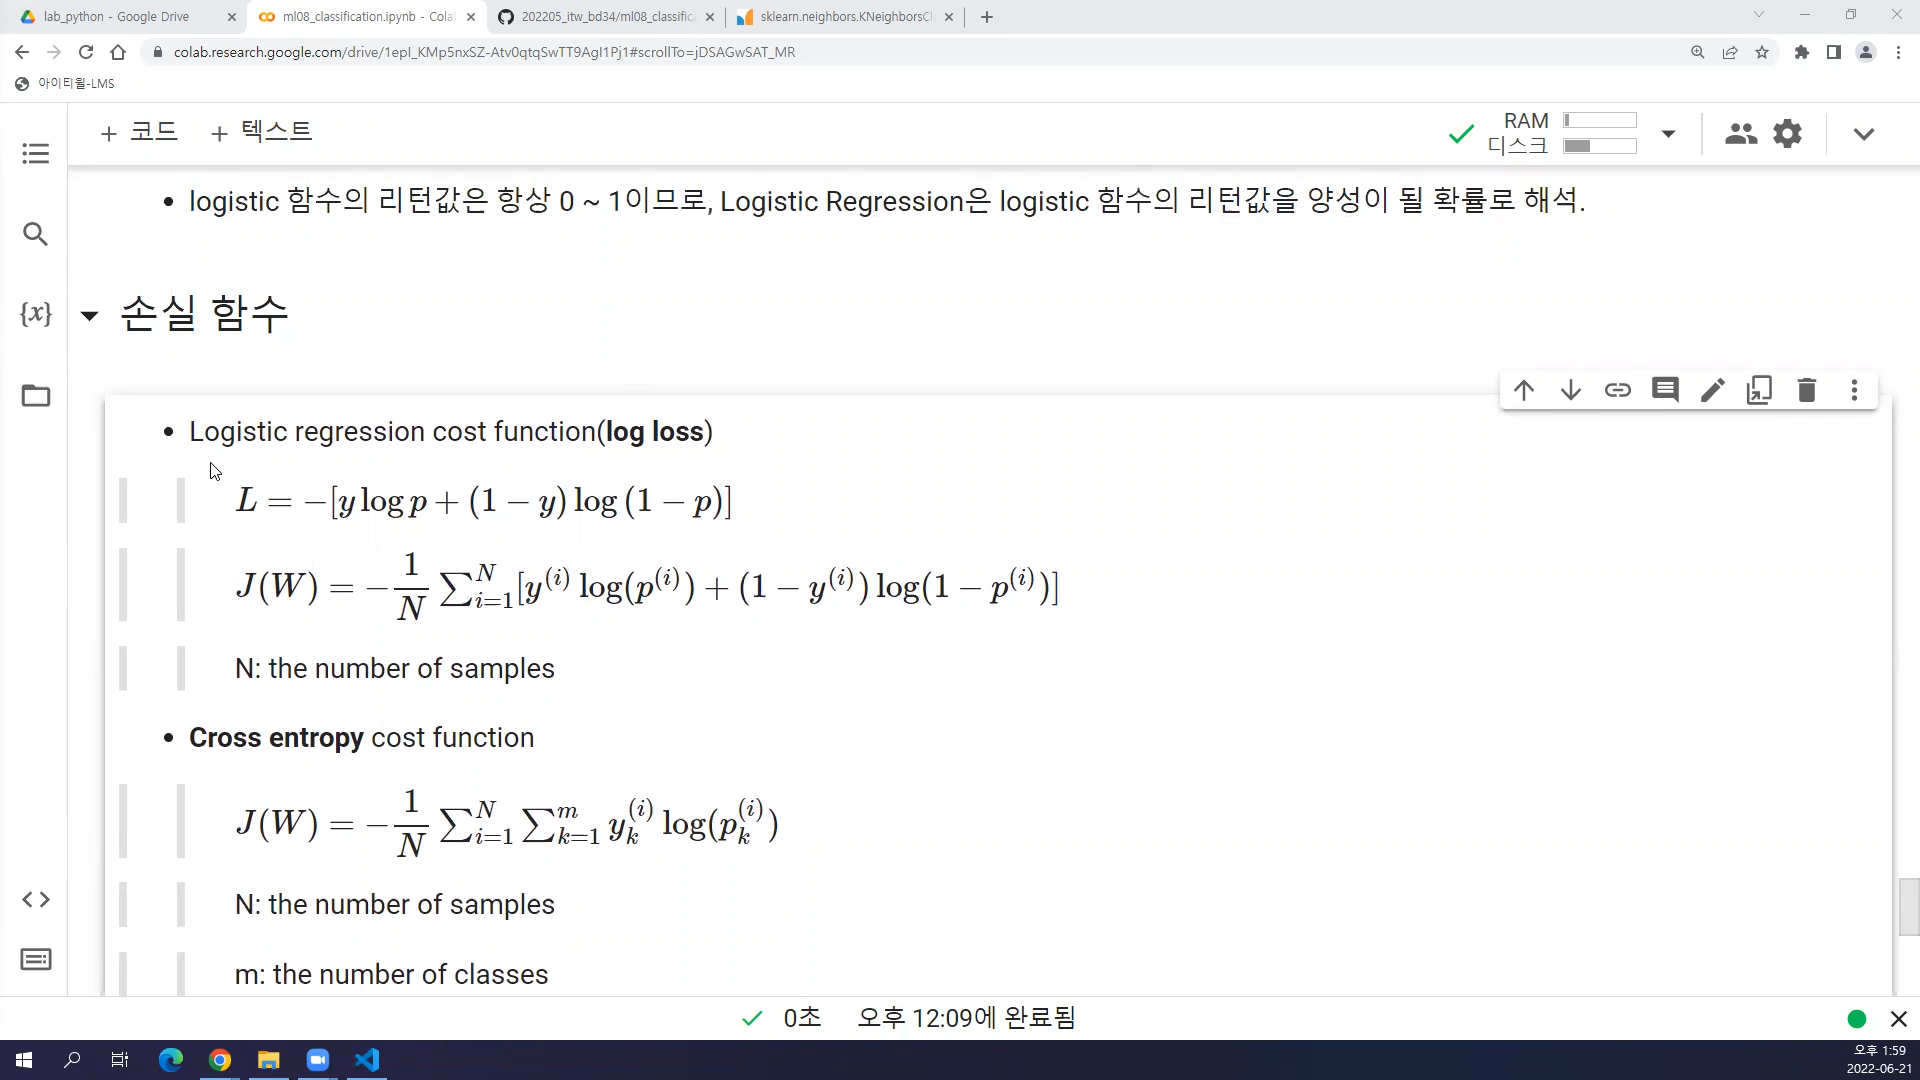 lab_python - Google Drive
ml08_classification.ipynb - Cola
202205_itw_bd34/ml08_classific
sklearn.neighbors.KNeighborsCl
colab.research.google.com/drive/1epI_KMp5nxSZ-Atv0qtqSwTT9AgI1Pj1#scrollTo=jDSAGwSAT_MR
아이티윌-LMS
+ 코드 + 텍스트
RAM
디스크
• logistic 함수의 리턴값은 항상 0 ~ 1이므로, Logistic Regression은 logistic 함수의 리턴값을 양성이 될 확률로 해석.
{x}
손실 함수
• Logistic regression cost function(log loss)
L = −[y log p + (1 − y) log (1 − p)]
J(W) = −\frac{1}{N} ∑_{i=1}^{N} [y^{(i)} log(p^{(i)}) + (1 − y^{(i)}) log(1 − p^{(i)})]
N: the number of samples
• Cross entropy cost function
J(W) = −\frac{1}{N} ∑_{i=1}^{N} ∑_{k=1}^{m} y_k^{(i)} log(p_k^{(i)})
N: the number of samples
m: the number of classes
0초 오후 12:09에 완료됨
오후 1:59
2022-06-21